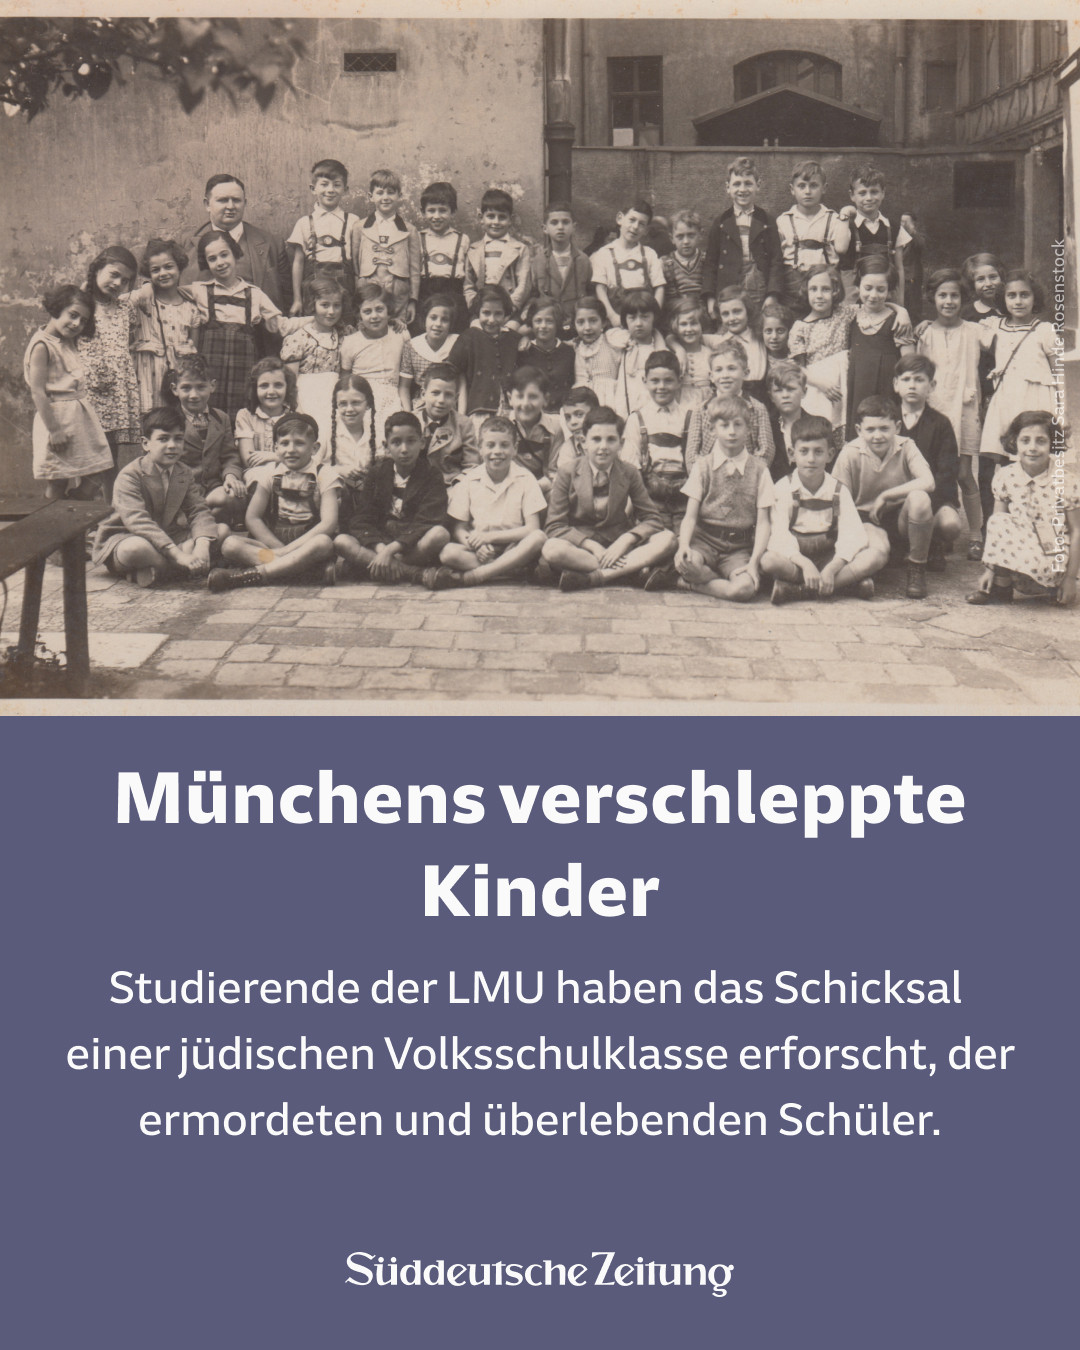 Foto: Privatbesitz Sara Hinde Rosenstock
Münchens verschleppte
Kinder
Studierende der LMU haben das Schicksal
einer jüdischen Volksschulklasse erforscht, der
ermordeten und überlebenden Schüler.
Süddeutsche Zeitung